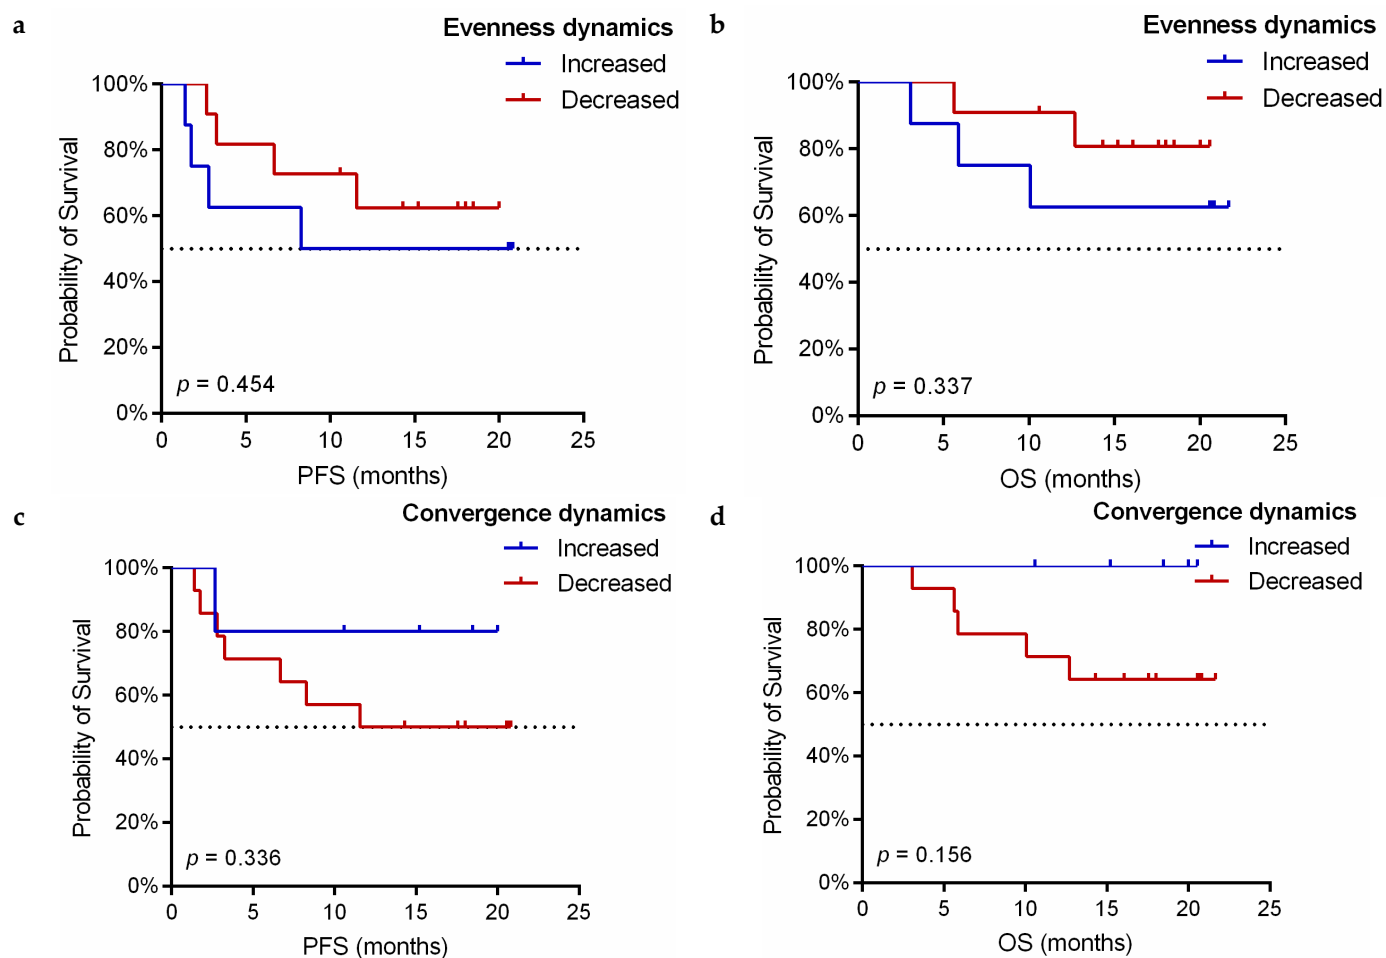 a
Evenness dynamics
Increased
Decreased
100%
80%
60%
40%
20%
0%
Probability of Survival
p = 0.454
0 5 10 15 20 25
PFS (months)
b
Evenness dynamics
Increased
Decreased
100%
80%
60%
40%
20%
0%
Probability of Survival
p = 0.337
0 5 10 15 20 25
OS (months)
c
Convergence dynamics
Increased
Decreased
100%
80%
60%
40%
20%
0%
Probability of Survival
p = 0.336
0 5 10 15 20 25
PFS (months)
d
Convergence dynamics
Increased
Decreased
100%
80%
60%
40%
20%
0%
Probability of Survival
p = 0.156
0 5 10 15 20 25
OS (months)